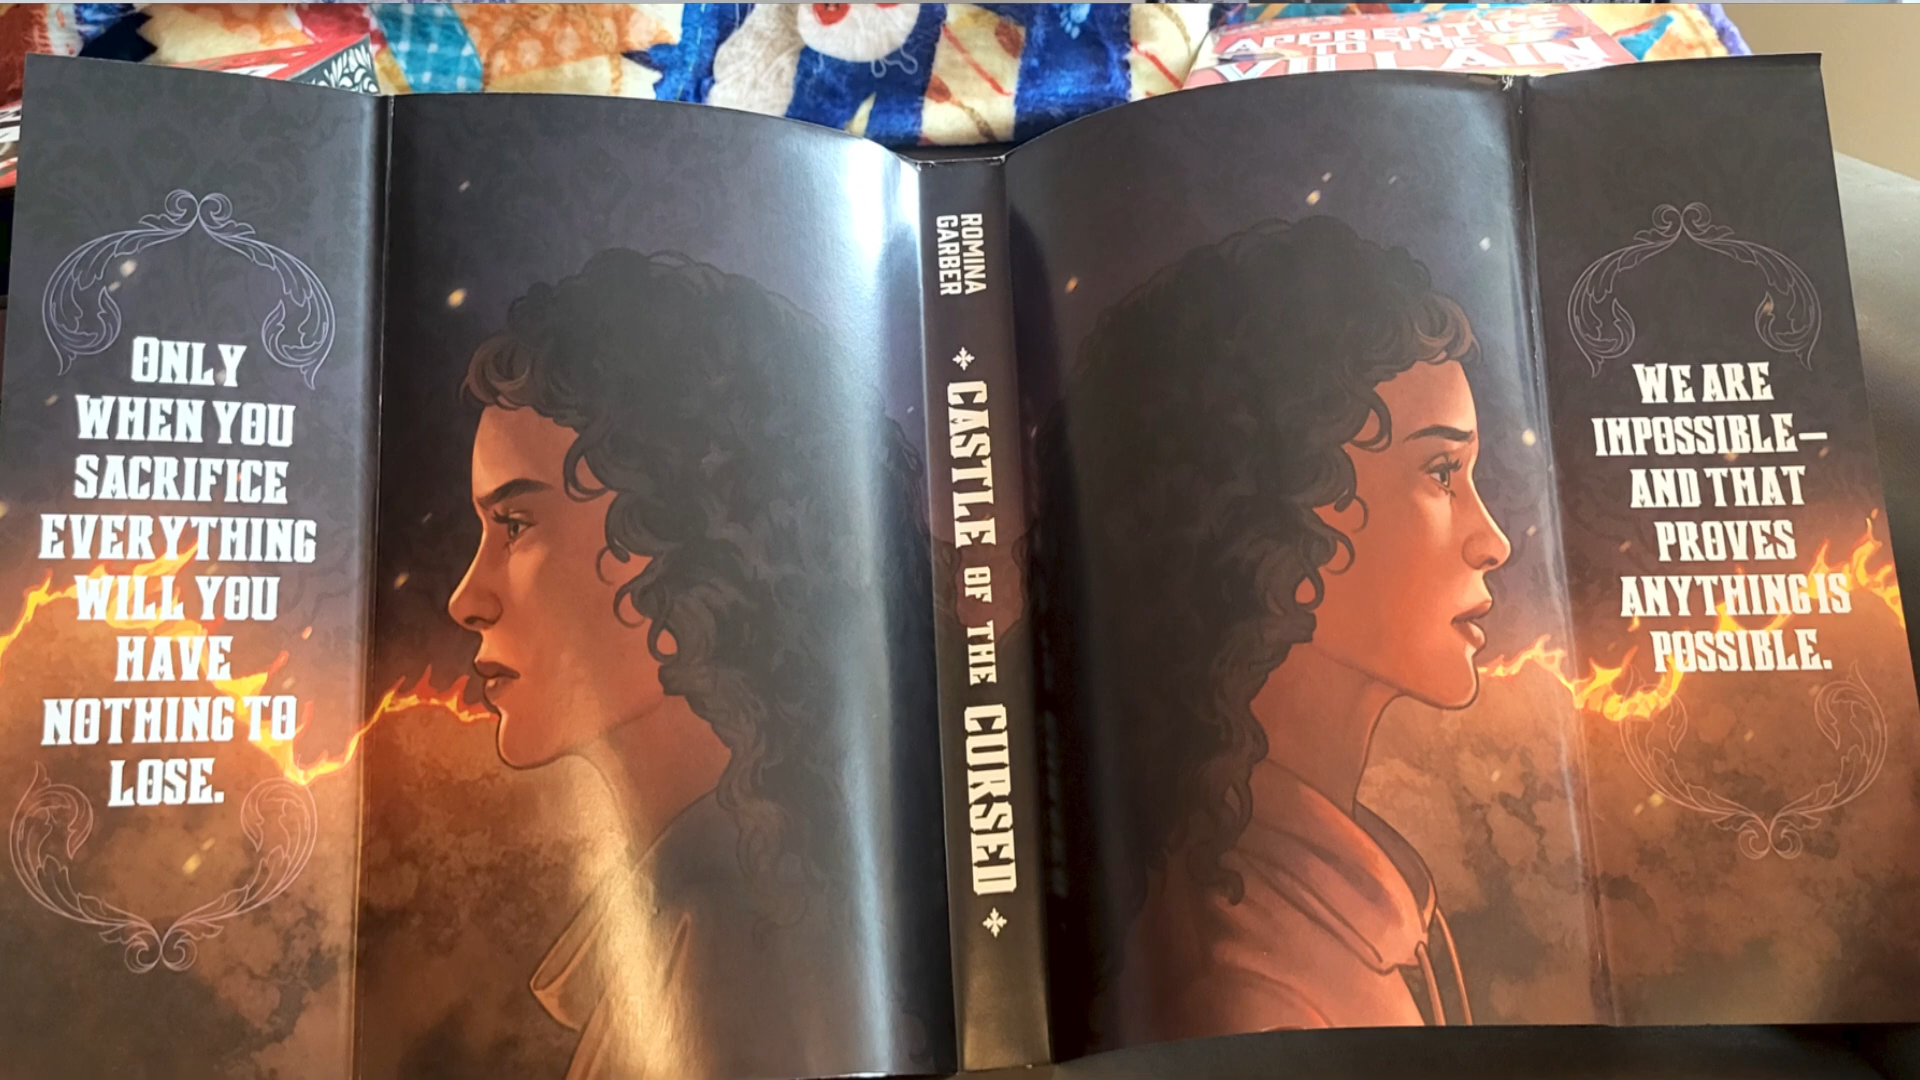 APPRENTICE
TO THE
VILLAIN
ONLY
WHEN YOU
SACRIFICE
EVERYTHING
WILL YOU
HAVE
NOTHING TO
LOSE.
ROMINA
GARBER
CASTLE OF THE CURSED
WE ARE
IMPOSSIBLE—
AND THAT
PROVES
ANYTHING IS
POSSIBLE.